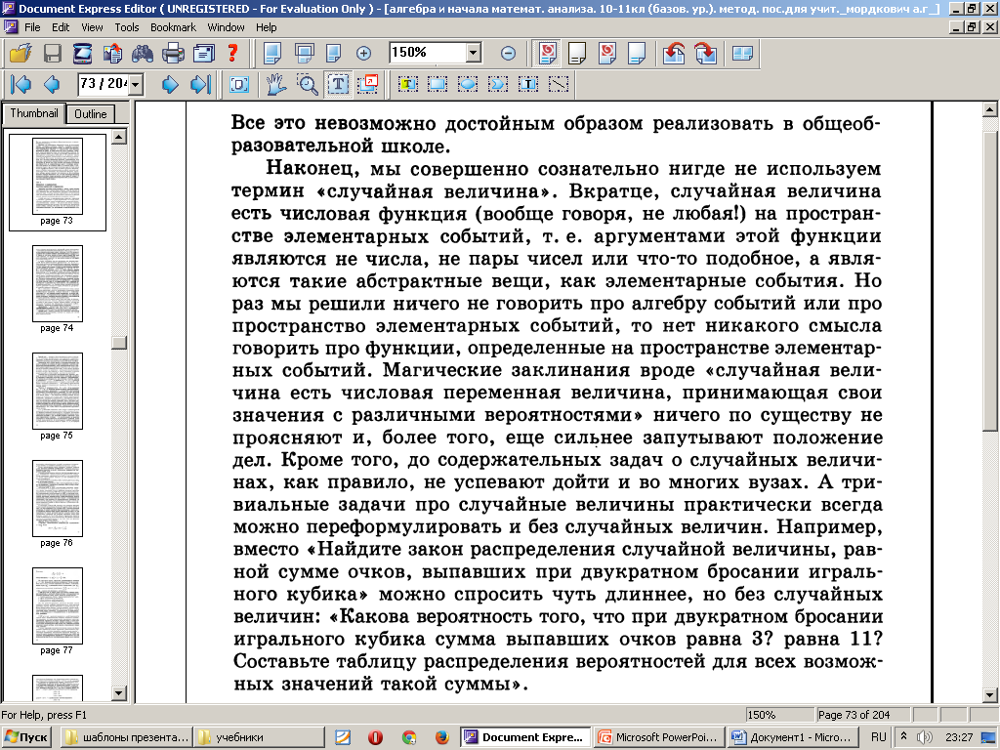 Document Express Editor ( UNREGISTERED - For Evaluation Only ) - [алгебра и начала математ. анализа. 10-11кл (базов. ур.). метод. пос.для учит._мордкович а.г_]
File Edit View Tools Bookmark Window Help
150%
73 / 204
Thumbnail Outline
page 73
page 74
page 75
page 76
page 77
Все это невозможно достойным образом реализовать в общеоб-
разовательной школе.
Наконец, мы совершенно сознательно нигде не используем
термин «случайная величина». Вкратце, случайная величина
есть числовая функция (вообще говоря, не любая!) на простран-
стве элементарных событий, т. е. аргументами этой функции
являются не числа, не пары чисел или что-то подобное, а явля-
ются такие абстрактные вещи, как элементарные события. Но
раз мы решили ничего не говорить про алгебру событий или про
пространство элементарных событий, то нет никакого смысла
говорить про функции, определенные на пространстве элементар-
ных событий. Магические заклинания вроде «случайная вели-
чина есть числовая переменная величина, принимающая свои
значения с различными вероятностями» ничего по существу не
проясняют и, более того, еще сильнее запутывают положение
дел. Кроме того, до содержательных задач о случайных величи-
нах, как правило, не успевают дойти и во многих вузах. А три-
виальные задачи про случайные величины практически всегда
можно переформулировать и без случайных величин. Например,
вместо «Найдите закон распределения случайной величины, рав-
ной сумме очков, выпавших при двукратном бросании играль-
ного кубика» можно спросить чуть длиннее, но без случайных
величин: «Какова вероятность того, что при двукратном бросании
игрального кубика сумма выпавших очков равна 3? равна 11?
Составьте таблицу распределения вероятностей для всех возмож-
ных значений такой суммы».
For Help, press F1
150% Page 73 of 204
Пуск шаблоны презента... учебники Document Expre... Microsoft PowerPoi... Документ1 - Micro... RU 23:27